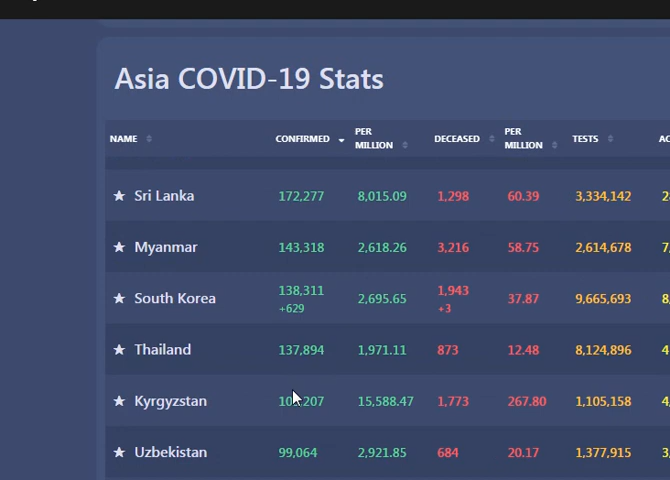 Asia COVID-19 Stats
NAME CONFIRMED PER MILLION DECEASED PER MILLION TESTS
Sri Lanka 172,277 8,015.09 1,298 60.39 3,334,142
Myanmar 143,318 2,618.26 3,216 58.75 2,614,678
South Korea 138,311 +629 2,695.65 1,943 +3 37.87 9,665,693
Thailand 137,894 1,971.11 873 12.48 8,124,896
Kyrgyzstan 15,588.47 1,773 267.80 1,105,158
Uzbekistan 99,064 2,921.85 684 20.17 1,377,915